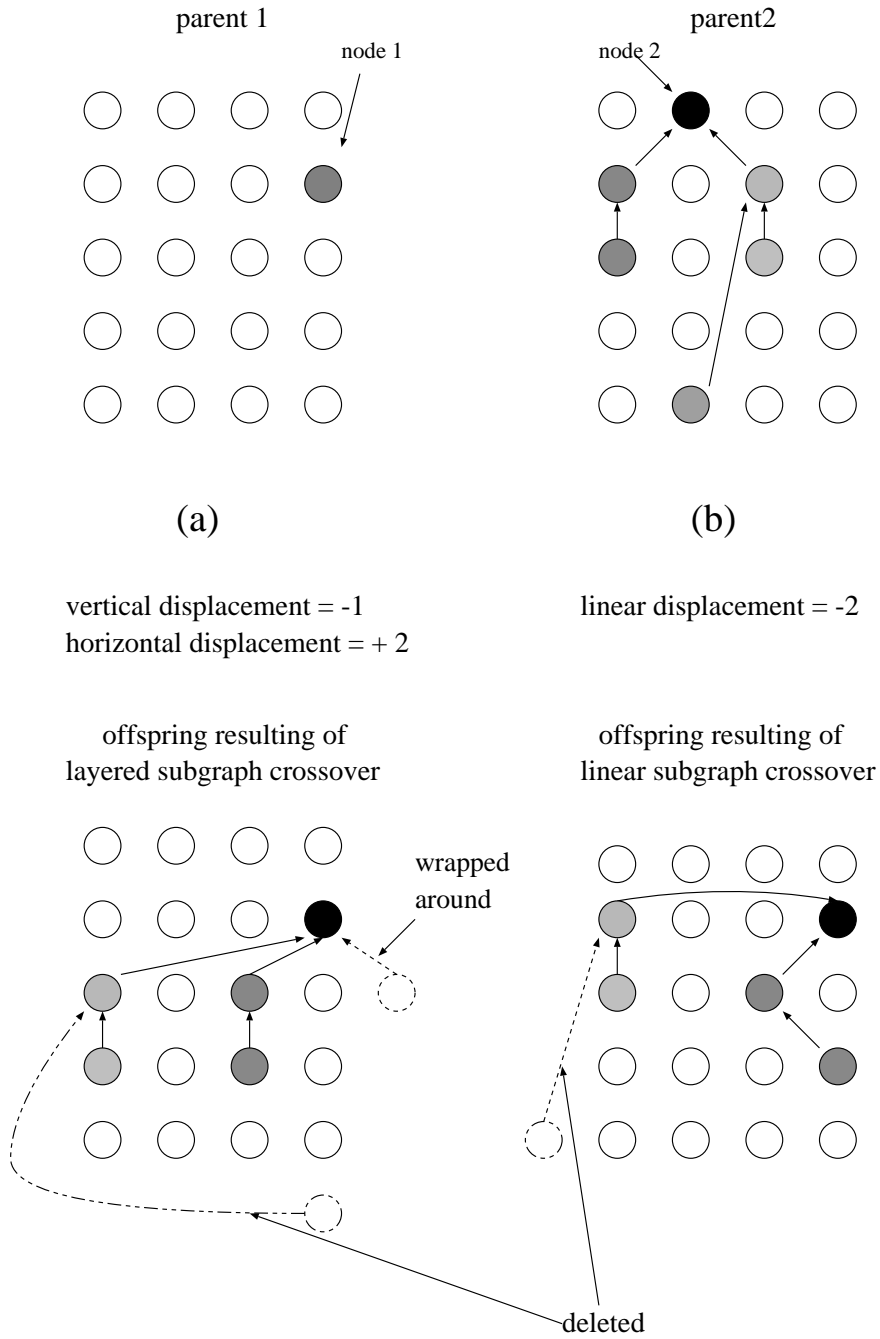 parent 1
parent2
node 1
node 2
(a)
(b)
vertical displacement = -1
horizontal displacement = + 2
linear displacement = -2
offspring resulting of
layered subgraph crossover
offspring resulting of
linear subgraph crossover
wrapped
around
deleted